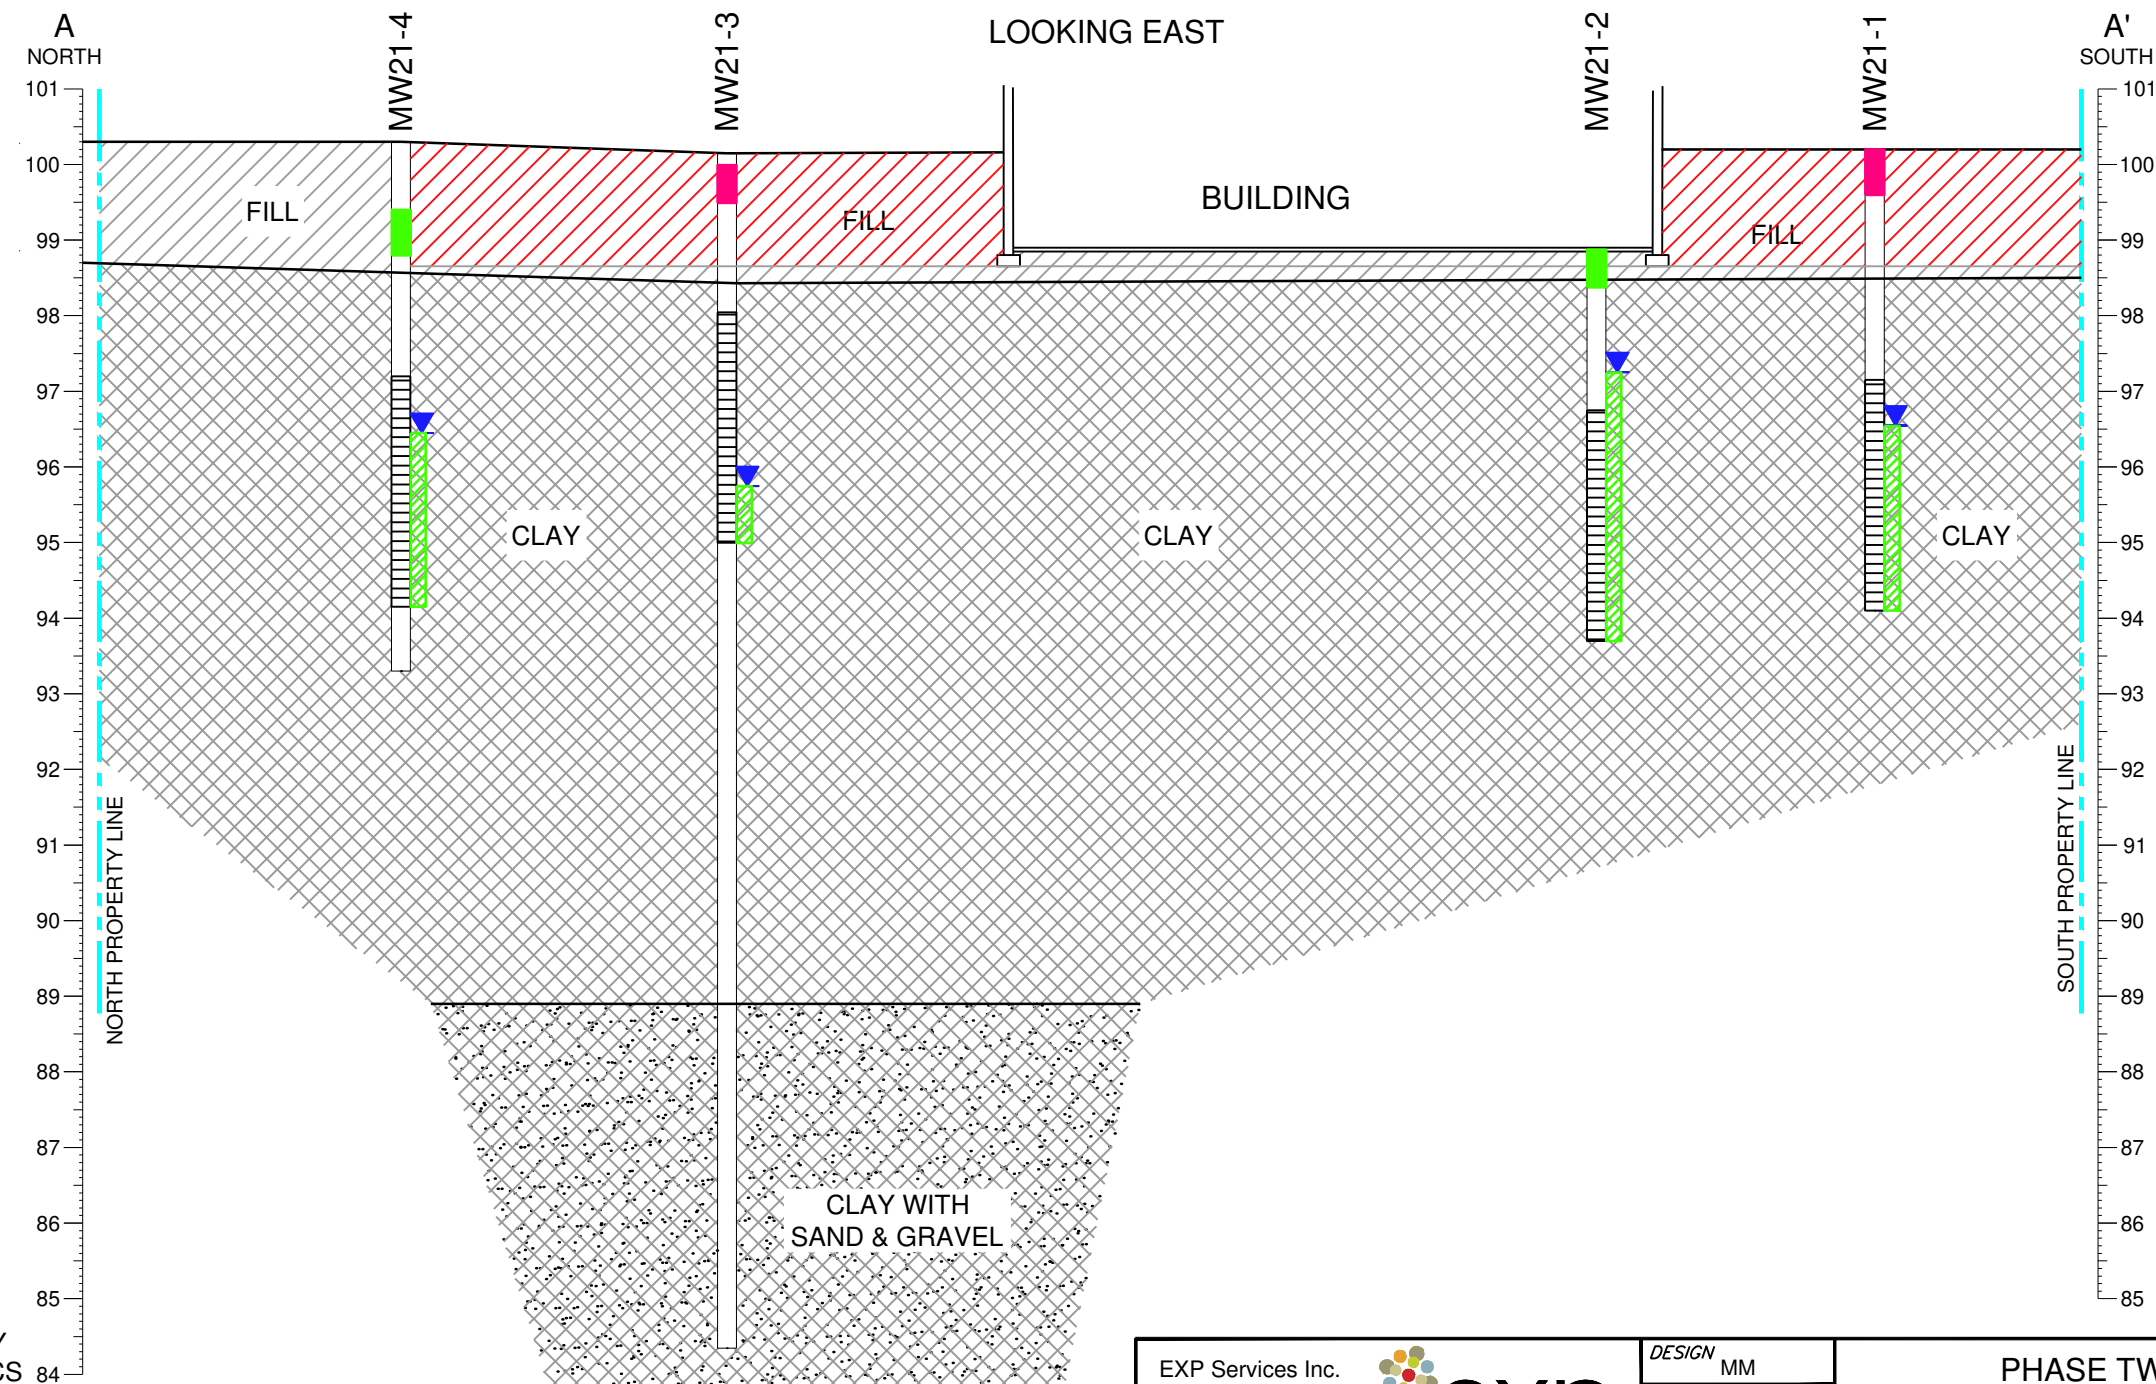 A
NORTH
MW21-4
MW21-3
LOOKING EAST
MW21-2
MW21-1
A'
SOUTH
101
100
99
98
97
96
95
94
93
92
91
90
89
88
87
86
85
84
101
100
99
98
97
96
95
94
93
92
91
90
89
88
87
86
85
FILL
FILL
BUILDING
FILL
CLAY
CLAY
CLAY
NORTH PROPERTY LINE
SOUTH PROPERTY LINE
CLAY WITH
SAND & GRAVEL
EXP Services Inc.
exp
DESIGN
MM
PHASE TW
CS